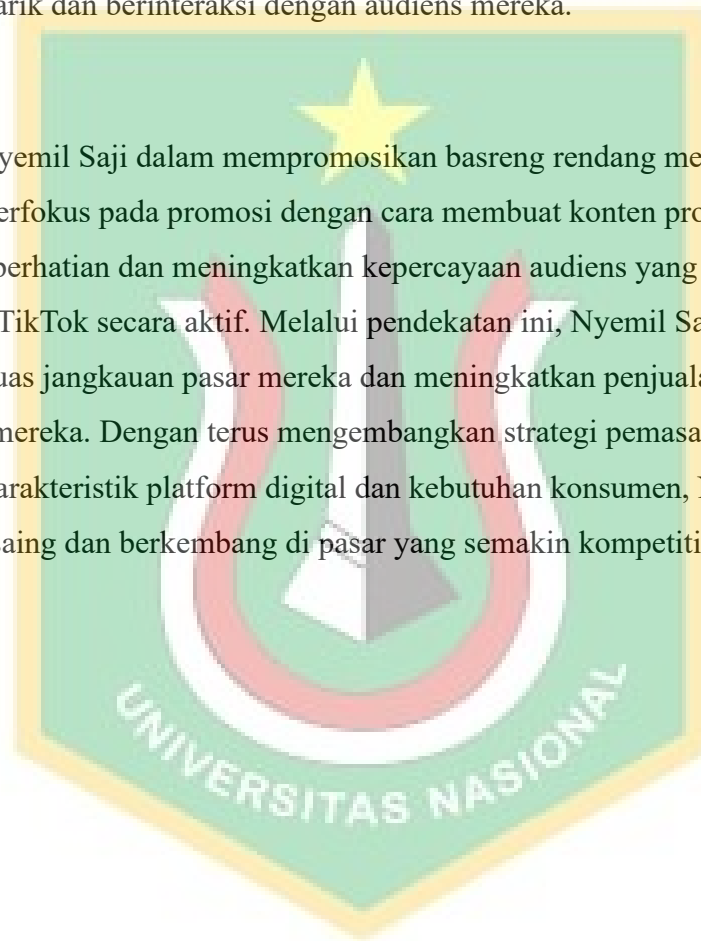 arik dan berinteraksi dengan audiens mereka.
yemil Saji dalam mempromosikan basreng rendang me
erfokus pada promosi dengan cara membuat konten pro
perhatian dan meningkatkan kepercayaan audiens yang
TikTok secara aktif. Melalui pendekatan ini, Nyemil Sa
uas jangkauan pasar mereka dan meningkatkan penjuala
mereka. Dengan terus mengembangkan strategi pemasa
arakteristik platform digital dan kebutuhan konsumen,
saing dan berkembang di pasar yang semakin kompetiti
UNIVERSITAS NASIONAL